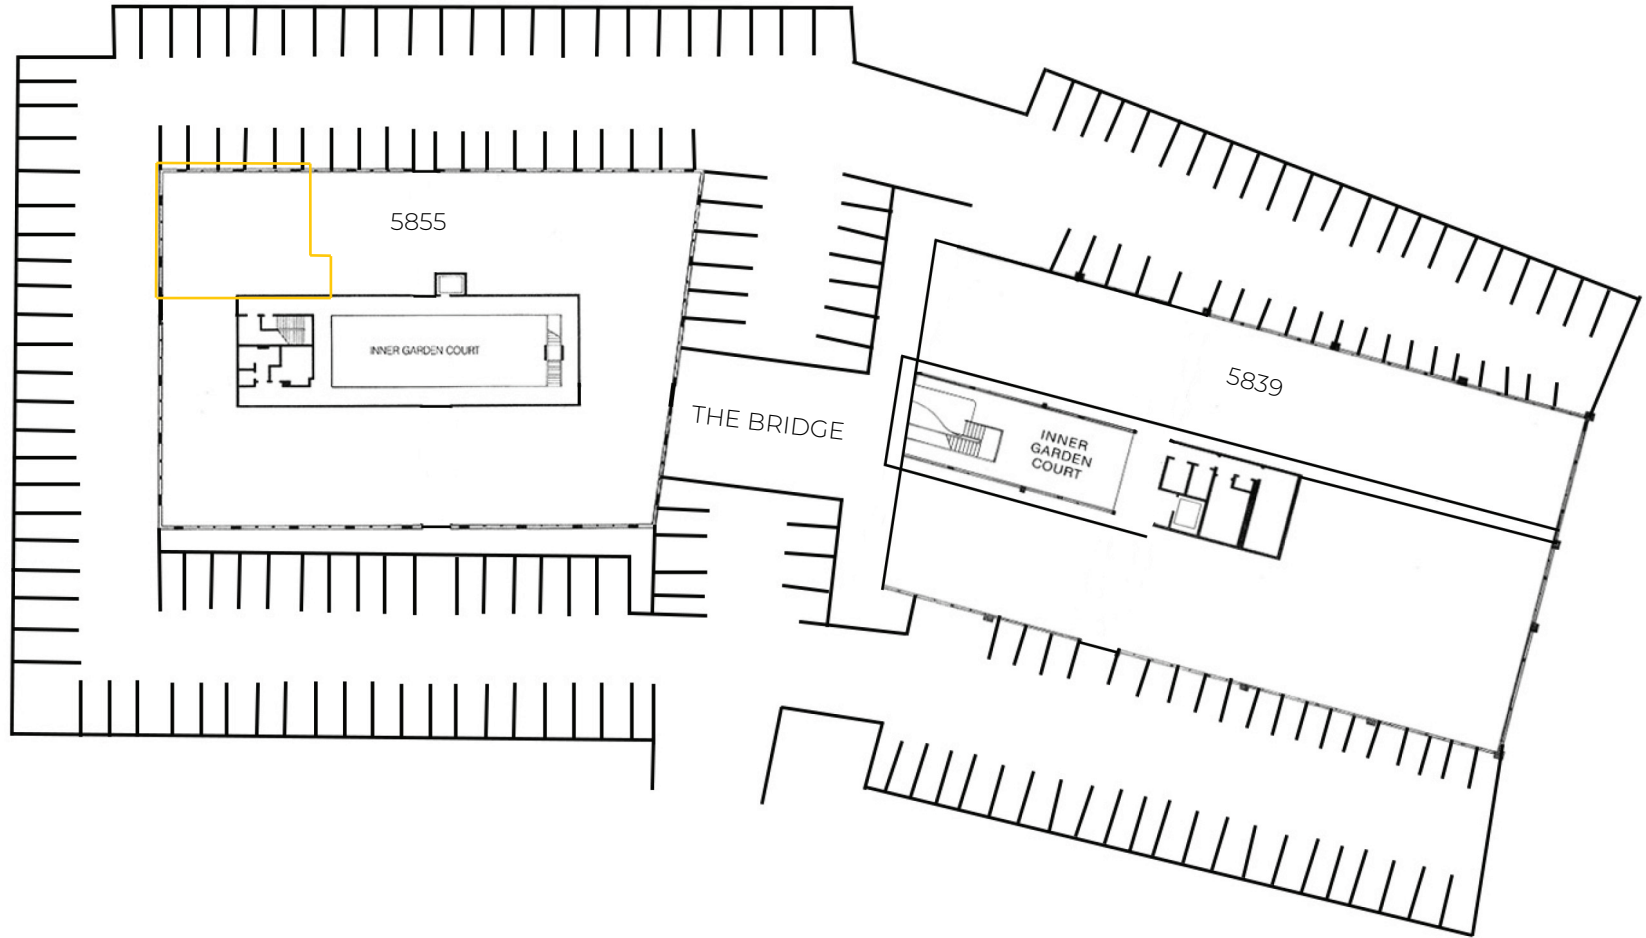 5855
INNER GARDEN COURT
THE BRIDGE
5839
INNER
GARDEN
COURT